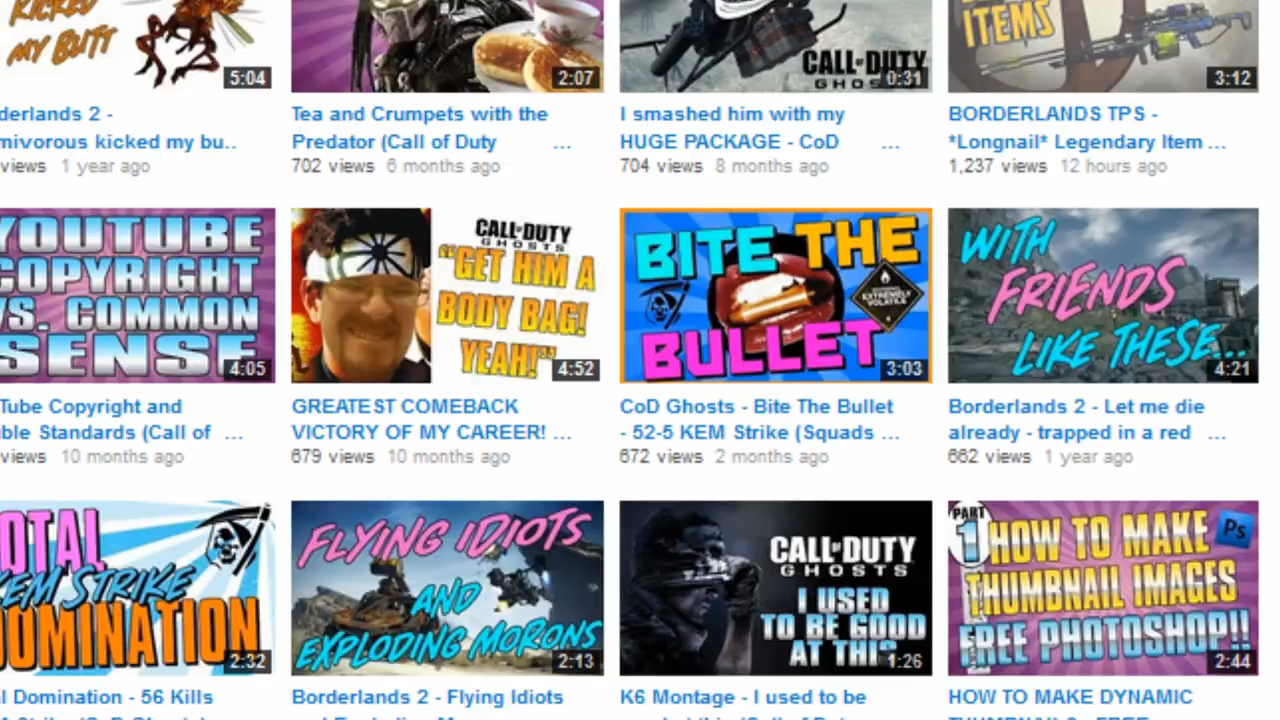 KICKED
MY BUTT
5:04
derlands 2 -
mivorous kicked my bu..
views 1 year ago
2:07
Tea and Crumpets with the
Predator (Call of Duty ...
702 views 6 months ago
CALL OF DUTY
GHOSTS
0:31
I smashed him with my
HUGE PACKAGE - CoD ...
704 views 8 months ago
ITEMS
3:12
BORDERLANDS TPS -
*Longnail* Legendary Item ...
1,237 views 12 hours ago
YOUTUBE
COPYRIGHT
VS. COMMON
SENSE
4:05
Tube Copyright and
ble Standards (Call of ...
views 10 months ago
CALL OF DUTY
GHOSTS
"GET HIM A
BODY BAG!
YEAH!"
4:52
GREATEST COMEBACK
VICTORY OF MY CAREER! ...
679 views 10 months ago
BITE THE
BULLET
EXTREMELY
VOLATILE
3:03
CoD Ghosts - Bite The Bullet
- 52-5 KEM Strike (Squads ...
672 views 2 months ago
WITH
FRIENDS
LIKE THESE...
4:21
Borderlands 2 - Let me die
already - trapped in a red ...
662 views 1 year ago
OTAL
KEM STRIKE
DOMINATION
2:32
l Domination - 56 Kills
FLYING IDIOTS
AND
EXPLODING MORONS
2:13
Borderlands 2 - Flying Idiots
CALL OF DUTY
GHOSTS
I USED
TO BE GOOD
AT THIS
1:26
K6 Montage - I used to be
PART
1
HOW TO MAKE
THUMBNAIL IMAGES
FREE PHOTOSHOP!!
Ps
2:44
HOW TO MAKE DYNAMIC